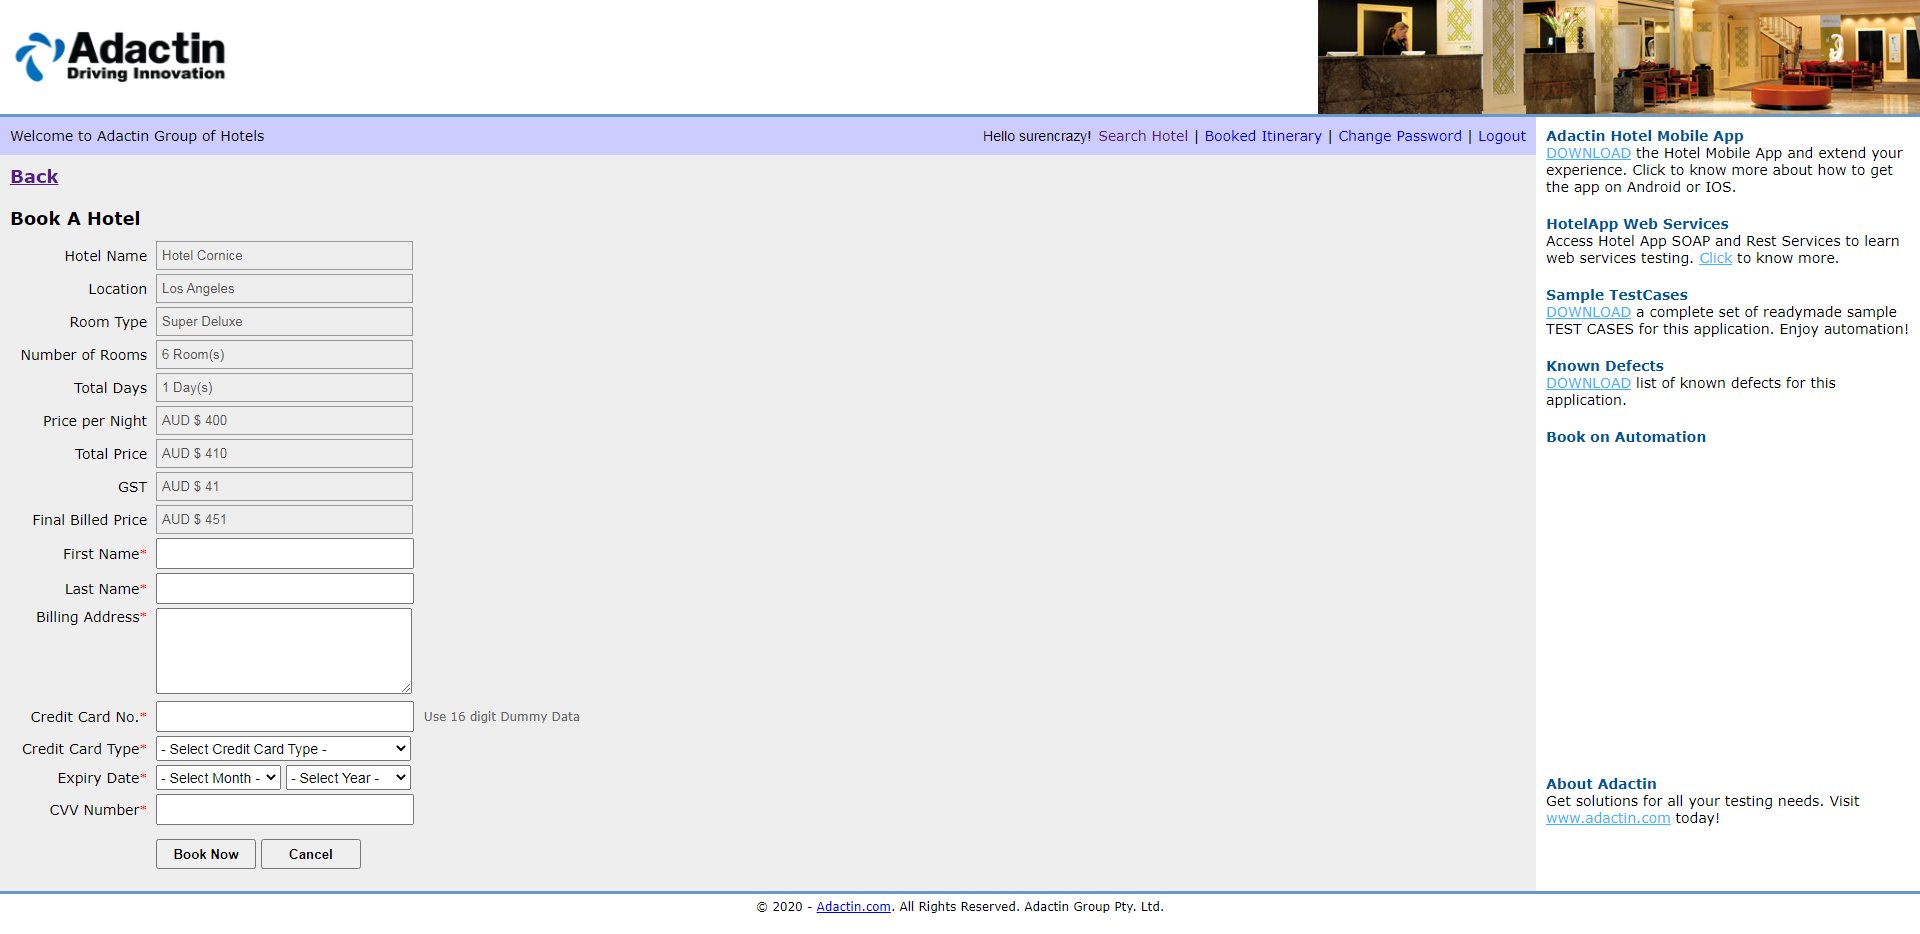 Adactin
Driving Innovation
Welcome to Adactin Group of Hotels
Hello surencrazy! Search Hotel | Booked Itinerary | Change Password | Logout
Back
Book A Hotel
Hotel Name Hotel Cornice
Location Los Angeles
Room Type Super Deluxe
Number of Rooms 6 Room(s)
Total Days 1 Day(s)
Price per Night AUD $ 400
Total Price AUD $ 410
GST AUD $ 41
Final Billed Price AUD $ 451
First Name*
Last Name*
Billing Address*
Credit Card No.* Use 16 digit Dummy Data
Credit Card Type* - Select Credit Card Type -
Expiry Date* - Select Month - - Select Year -
CVV Number*
Book Now Cancel
Adactin Hotel Mobile App
DOWNLOAD the Hotel Mobile App and extend your
experience. Click to know more about how to get
the app on Android or IOS.
HotelApp Web Services
Access Hotel App SOAP and Rest Services to learn
web services testing. Click to know more.
Sample TestCases
DOWNLOAD a complete set of readymade sample
TEST CASES for this application. Enjoy automation!
Known Defects
DOWNLOAD list of known defects for this
application.
Book on Automation
About Adactin
Get solutions for all your testing needs. Visit
www.adactin.com today!
© 2020 - Adactin.com. All Rights Reserved. Adactin Group Pty. Ltd.